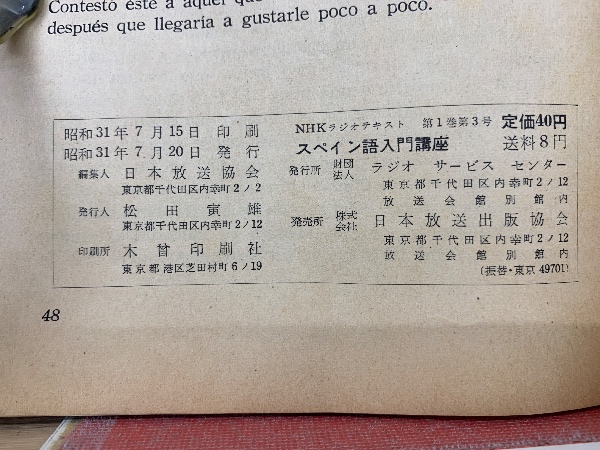 Contestó éste a aquel que
después que llegaría a gustarle poco a poco.
昭和31年7月15日 印刷
昭和31年7月20日 発行
編集人 日本放送協会
東京都千代田区内幸町2ノ2
発行人 松田寅雄
東京都千代田区内幸町2ノ12
印刷所 木曽印刷社
東京都港区芝田村町6ノ19
NHKラジオテキスト 第1巻第3号 定価40円
スペイン語入門講座 送料8円
発行所 財団法人 ラジオ サービス センター
東京都千代田区内幸町2ノ12
放送会館別館内
発売所 株式会社 日本放送出版協会
東京都千代田区内幸町2ノ12
放送会館別館内
(振替・東京 49701)
48